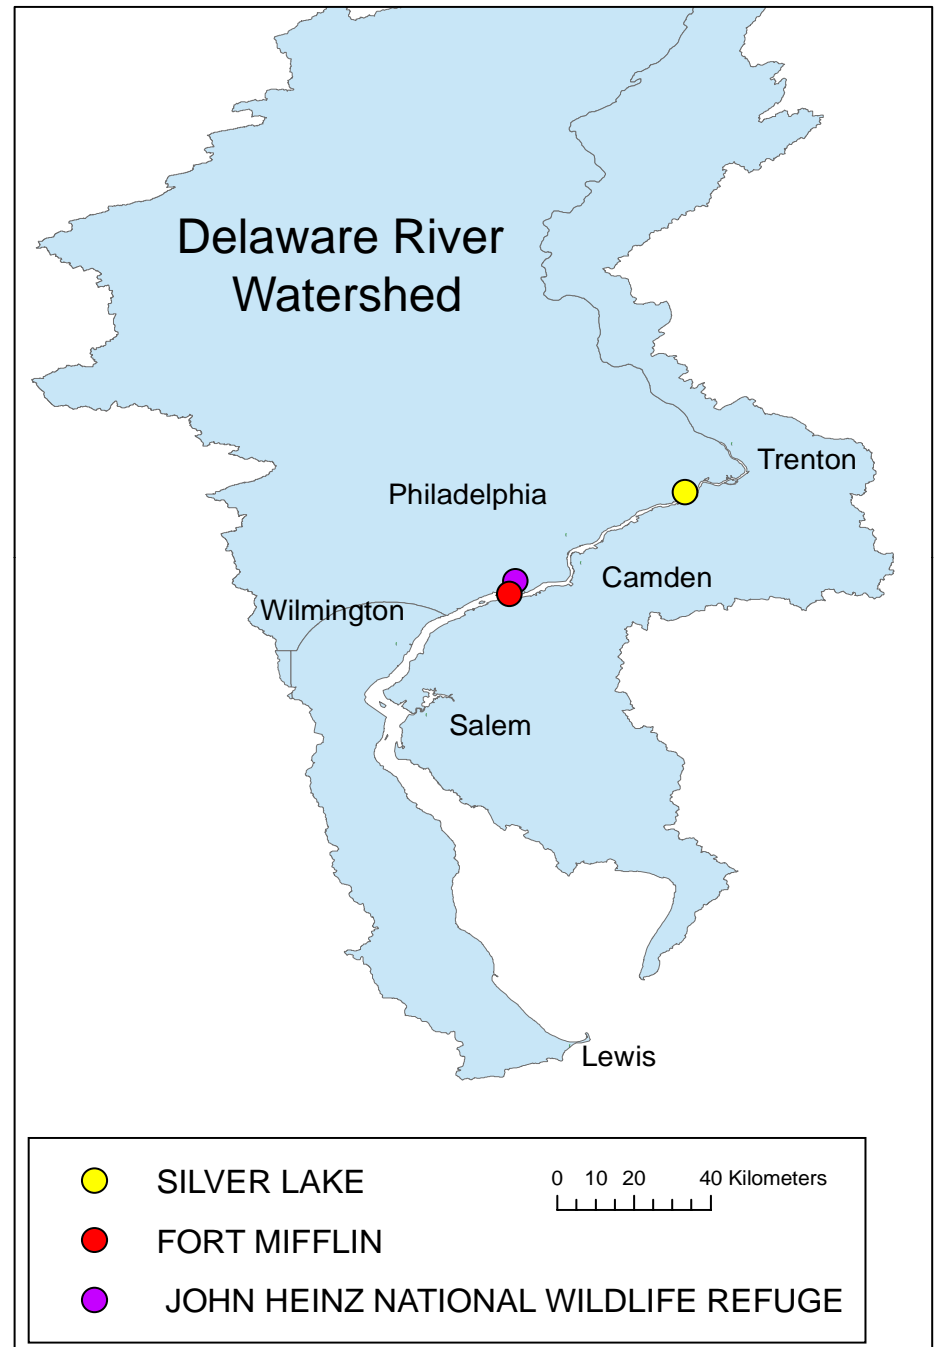 Delaware River
Watershed
Trenton
Philadelphia
Camden
Wilmington
Salem
Lewis
SILVER LAKE
0 10 20 40 Kilometers
FORT MIFFLIN
JOHN HEINZ NATIONAL WILDLIFE REFUGE